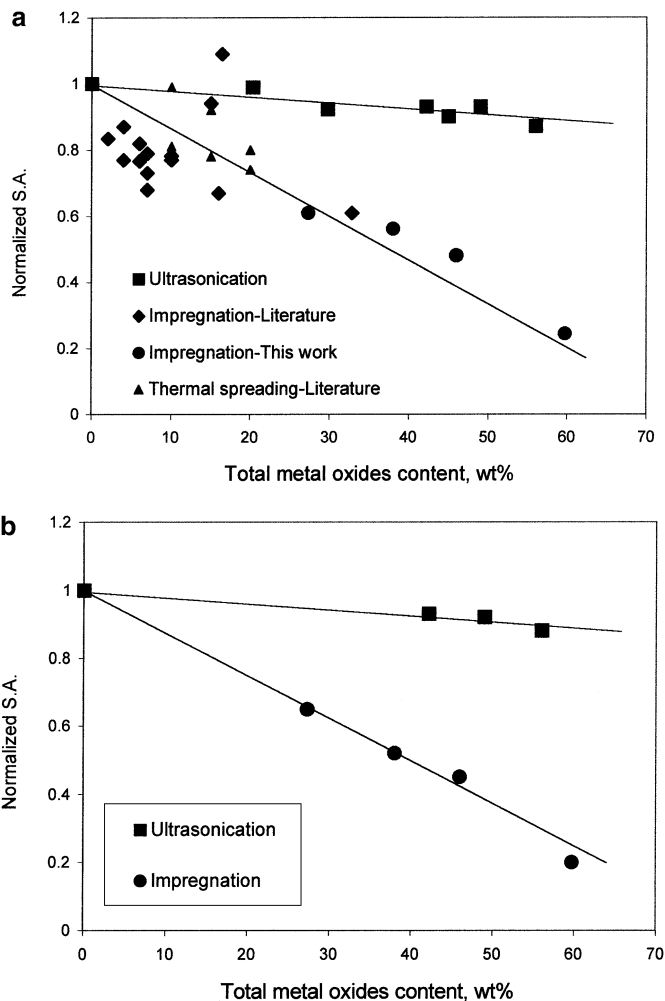 a
1.2
1
0.8
0.6
0.4
0.2
0
Normalized S.A.
Ultrasonication
Impregnation-Literature
Impregnation-This work
Thermal spreading-Literature
0 10 20 30 40 50 60 70
Total metal oxides content, wt%
b
1.2
1
0.8
0.6
0.4
0.2
0
Normalized S.A.
Ultrasonication
Impregnation
0 10 20 30 40 50 60 70
Total metal oxides content, wt%